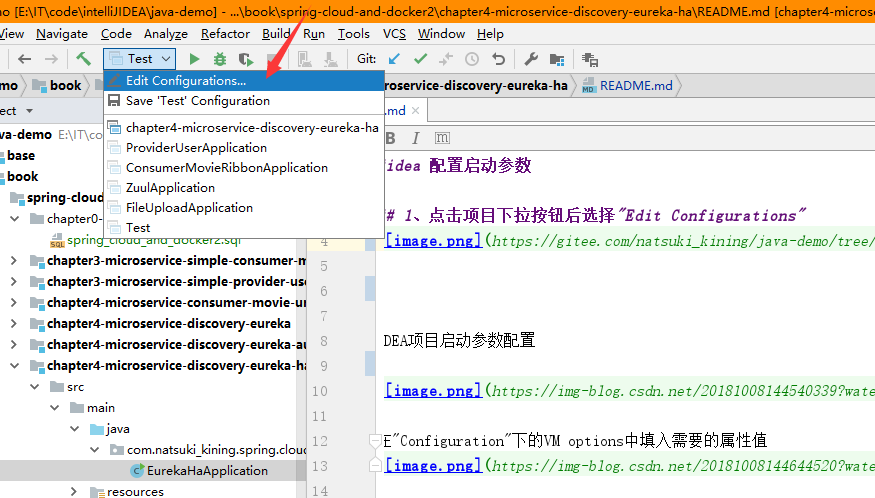 mo [E:\IT\code\intelliJIDEA\java-demo] - ...\book\spring-cloud-and-docker2\chapter4-microservice-discovery-eureka-ha\README.md [chapter4-micros
View Navigate Code Analyze Refactor Build Run Tools VCS Window Help
Test Git:
mo book roservice-discovery-eureka-ha README.md
Edit Configurations...
Save 'Test' Configuration
chapter4-microservice-discovery-eureka-ha
ProviderUserApplication
ConsumerMovieRibbonApplication
ZuulApplication
FileUploadApplication
Test
ect
va-demo E:\IT\co
base
book
spring-cloud
chapter0-
spring_cloud_and_docker2.sql
chapter3-microservice-simple-consumer-m
chapter3-microservice-simple-provider-use
chapter4-microservice-consumer-movie-ur
chapter4-microservice-discovery-eureka
chapter4-microservice-discovery-eureka-au
chapter4-microservice-discovery-eureka-ha
src
main
java
com.natsuki_kining.spring.cloud
EurekaHaApplication
resources
.md
B I m
idea 配置启动参数
# 1、点击项目下拉按钮后选择"Edit Configurations"
4 [image.png](https://gitee.com/natsuki_kining/java-demo/tree/
5
6
7
8 DEA项目启动参数配置
9
10 [image.png](https://img-blog.csdn.net/20181008144540339?wate
11
12 E"Configuration"下的VM options中填入需要的属性值
13 [image.png](https://img-blog.csdn.net/20181008144644520?wate
14